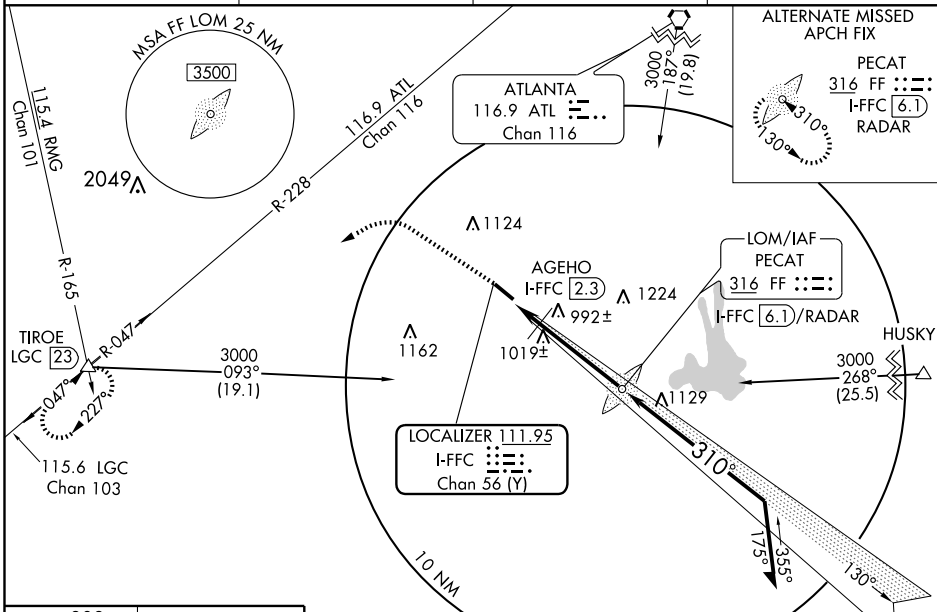 MSA FF LOM 25 NM
3500
2049
115.4 RMG
Chan 101
R-165
116.9 ATL
Chan 116
R-228
R-047
ATLANTA
116.9 ATL
Chan 116
3000
187°
(19.8)
ALTERNATE MISSED
APCH FIX
PECAT
316 FF
I-FFC 6.1
RADAR
310°
130°
1124
AGEHO
I-FFC 2.3
992±
1224
1019±
1162
LOM/IAF
PECAT
316 FF
I-FFC 6.1/RADAR
HUSKY
3000
268°
(25.5)
1129
TIROE
LGC 23
3000
093°
(19.1)
047°
227°
115.6 LGC
Chan 103
LOCALIZER 111.95
I-FFC
Chan 56 (Y)
310°
175°
355°
130°
10 NM